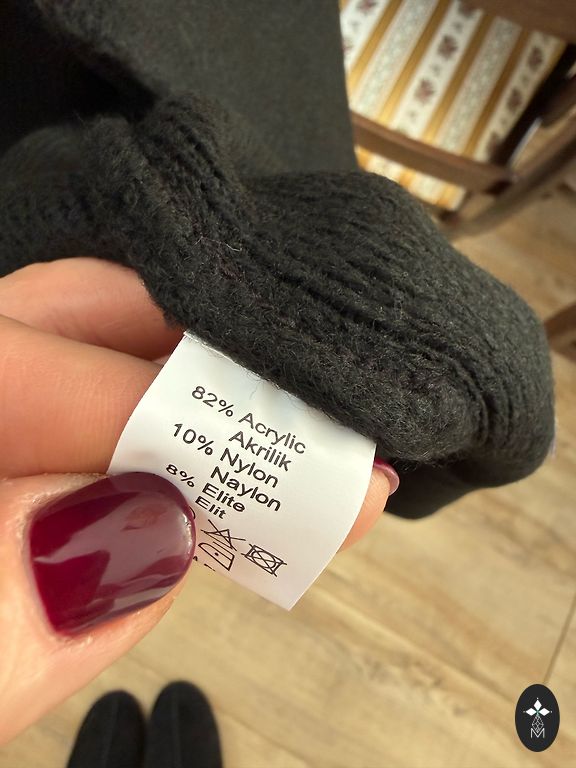 82% Acrylic
Akrilik
10% Nylon
Naylon
8% Elite
Elit
M